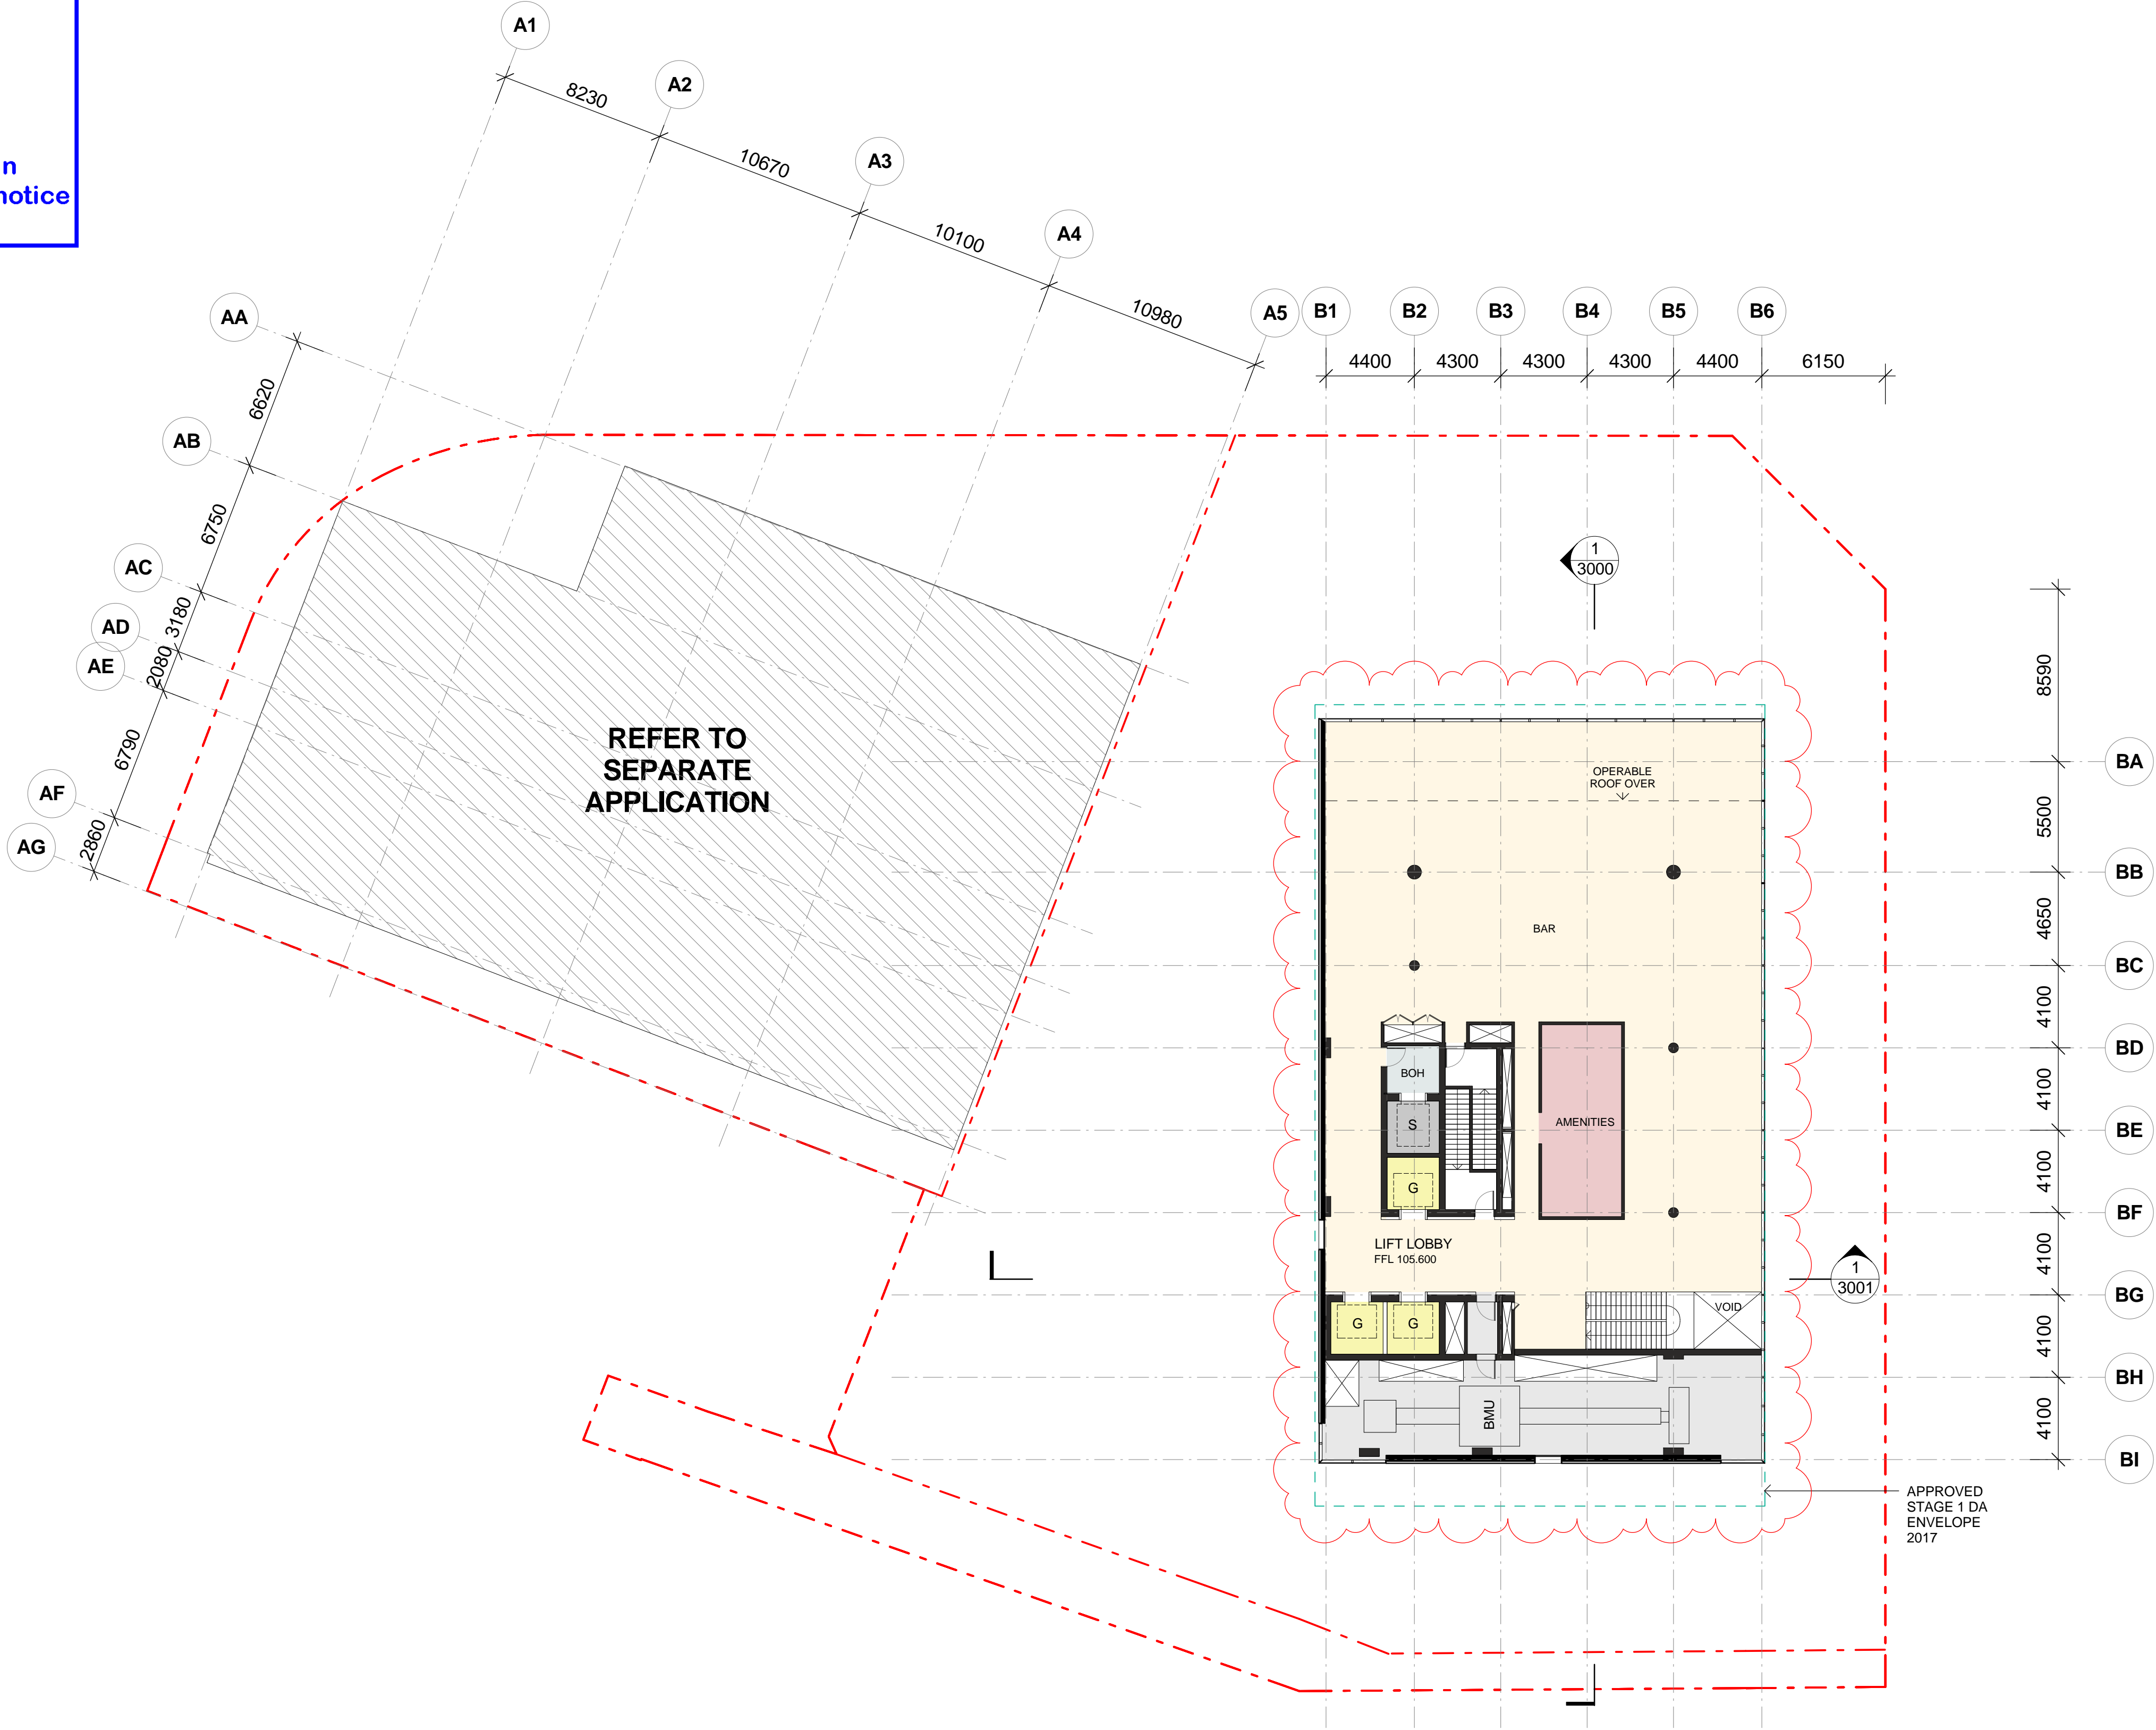 n
notice
A1
A2
A3
A4
A5
8230
10670
10100
10980
AA
AB
AC
AD
AE
AF
AG
6620
6750
3180
2080
6790
2860
REFER TO
SEPARATE
APPLICATION
B1
B2
B3
B4
B5
B6
4400
4300
4300
4300
4400
6150
1
3000
OPERABLE
ROOF OVER
BAR
BOH
S
G
AMENITIES
LIFT LOBBY
FFL 105.600
G
G
VOID
BMU
1
3001
8590
5500
4650
4100
4100
4100
4100
4100
4100
BA
BB
BC
BD
BE
BF
BG
BH
BI
APPROVED
STAGE 1 DA
ENVELOPE
2017